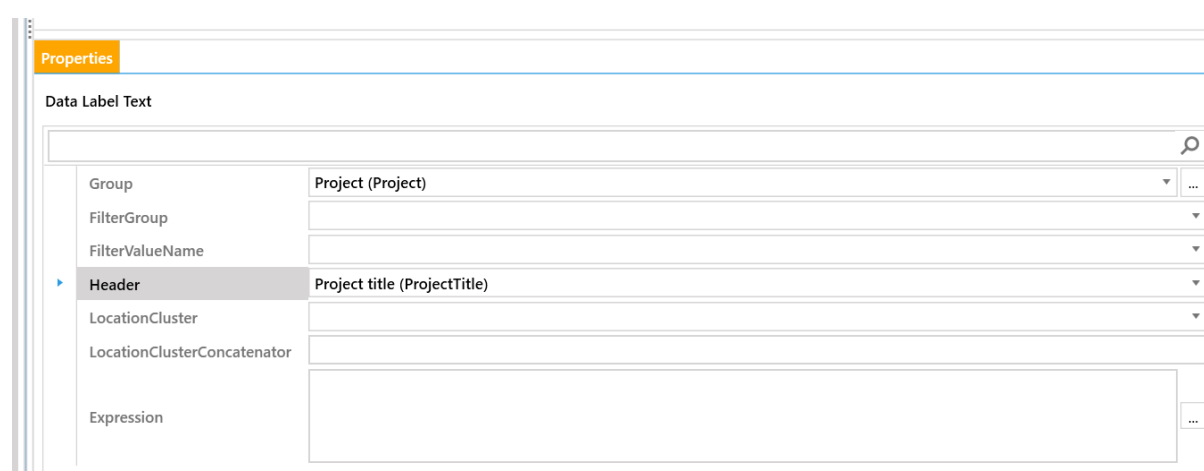 Properties
Data Label Text
Group Project (Project) ...
FilterGroup
FilterValueName
Header Project title (ProjectTitle)
LocationCluster
LocationClusterConcatenator
Expression ...